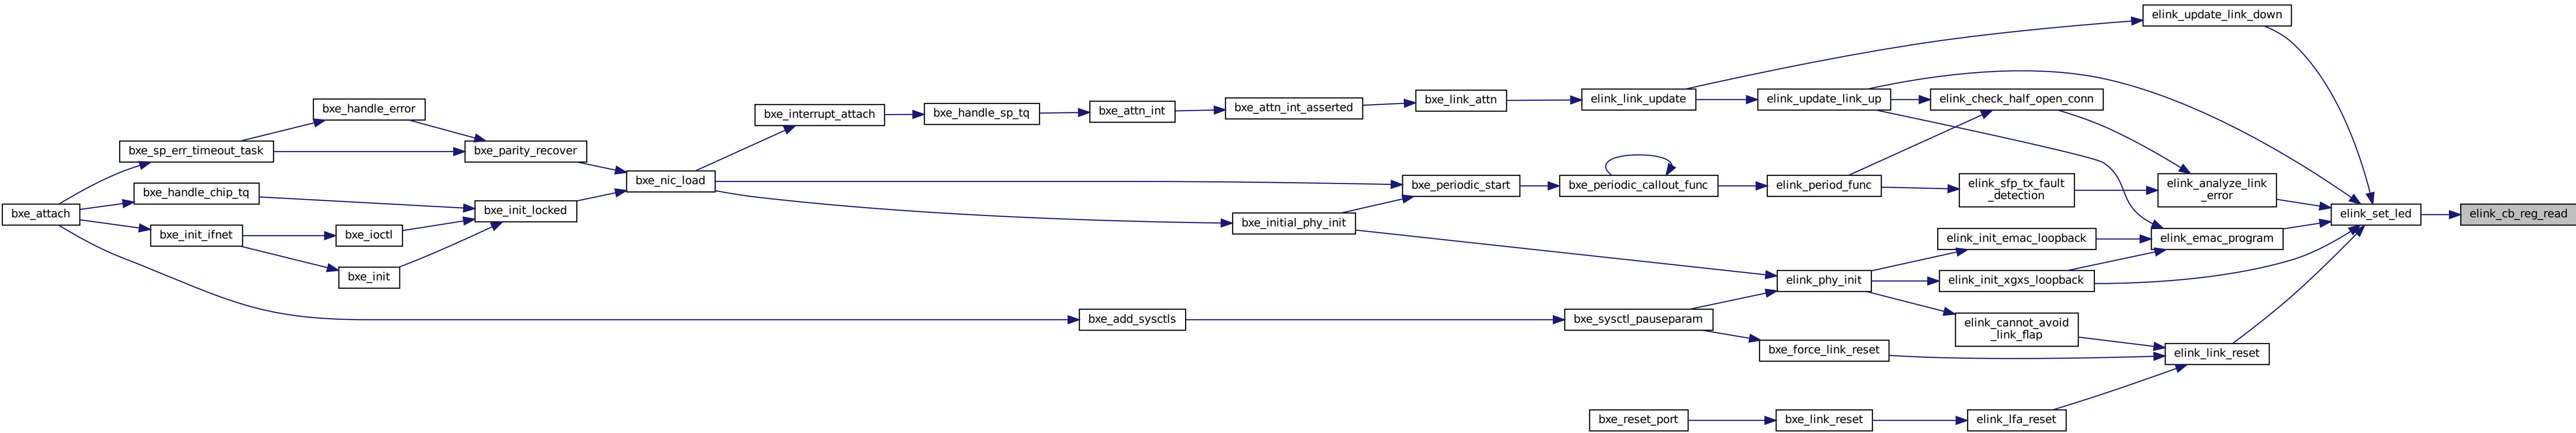 elink_update_link_down
bxe_handle_error
bxe_interrupt_attach
bxe_handle_sp_tq
bxe_attn_int
bxe_attn_int_asserted
bxe_link_attn
elink_link_update
elink_update_link_up
elink_check_half_open_conn
bxe_sp_err_timeout_task
bxe_parity_recover
bxe_handle_chip_tq
bxe_nic_load
bxe_periodic_start
bxe_periodic_callout_func
elink_period_func
elink_sfp_tx_fault
_detection
elink_analyze_link
_error
bxe_attach
bxe_init_locked
elink_set_led
elink_cb_reg_read
bxe_init_ifnet
bxe_ioctl
bxe_initial_phy_init
elink_init_emac_loopback
elink_emac_program
bxe_init
elink_phy_init
elink_init_xgxs_loopback
bxe_add_sysctls
bxe_sysctl_pauseparam
elink_cannot_avoid
_link_flap
bxe_force_link_reset
elink_link_reset
bxe_reset_port
bxe_link_reset
elink_lfa_reset